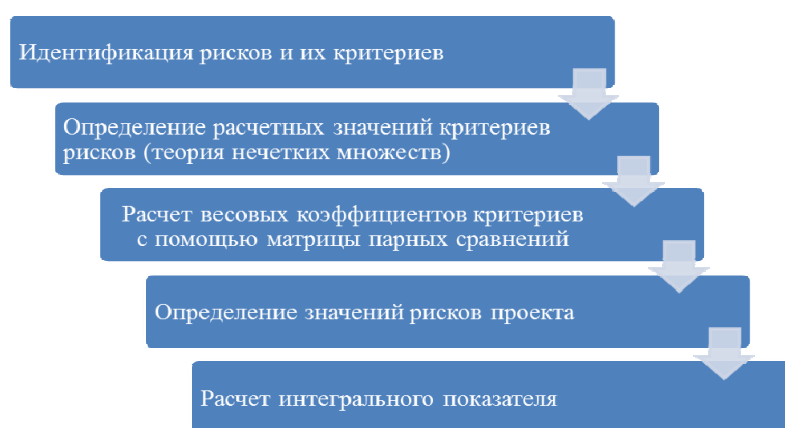 Идентификация рисков и их критериев
Определение расчетных значений критериев
рисков (теория нечетких множеств)
Расчет весовых коэффициентов критериев
с помощью матрицы парных сравнений
Определение значений рисков проекта
Расчет интегрального показателя